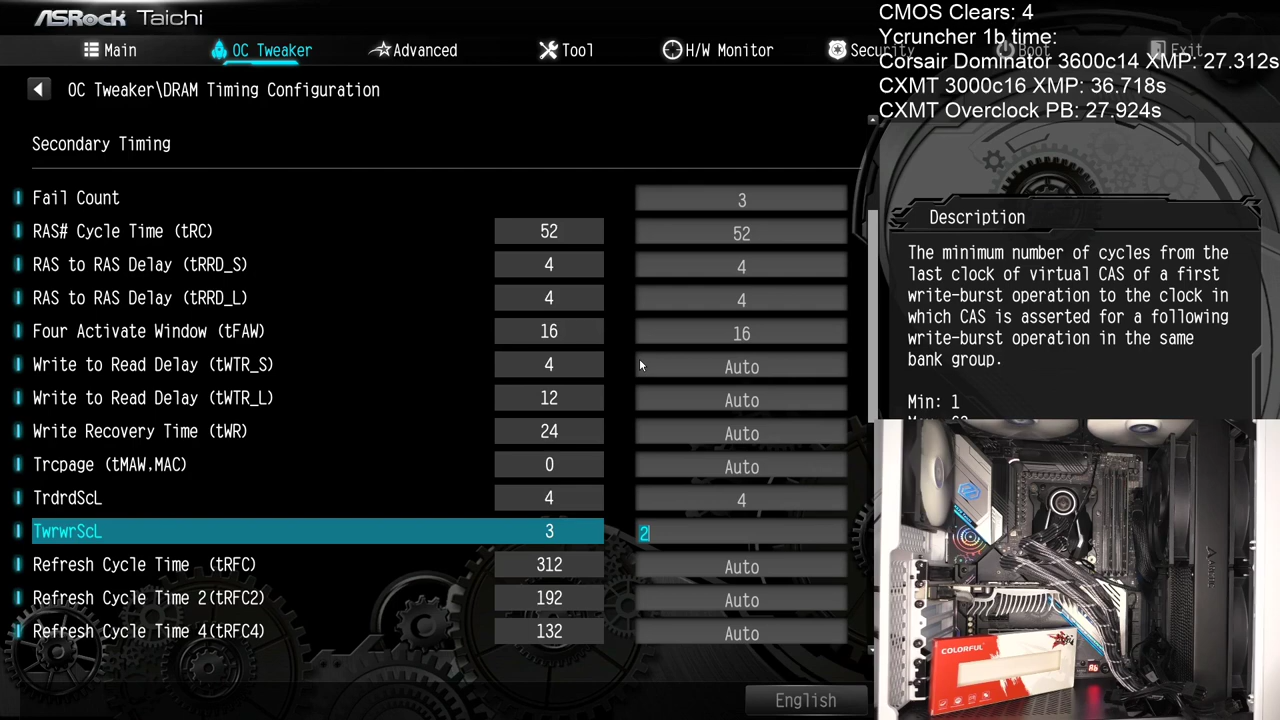 ASRock Taichi
Main OC Tweaker Advanced Tool H/W Monitor Security Boot Exit
CMOS Clears: 4
Ycruncher 1b time:
Corsair Dominator 3600c14 XMP: 27.312s
CXMT 3000c16 XMP: 36.718s
CXMT Overclock PB: 27.924s
OC Tweaker\DRAM Timing Configuration
Secondary Timing
Fail Count 3
RAS# Cycle Time (tRC) 52 52
RAS to RAS Delay (tRRD_S) 4 4
RAS to RAS Delay (tRRD_L) 4 4
Four Activate Window (tFAW) 16 16
Write to Read Delay (tWTR_S) 4 Auto
Write to Read Delay (tWTR_L) 12 Auto
Write Recovery Time (tWR) 24 Auto
Trcpage (tMAW,MAC) 0 Auto
TrdrdScL 4 4
TwrwrScL 3 2
Refresh Cycle Time (tRFC) 312 Auto
Refresh Cycle Time 2(tRFC2) 192 Auto
Refresh Cycle Time 4(tRFC4) 132 Auto
Description
The minimum number of cycles from the
last clock of virtual CAS of a first
write-burst operation to the clock in
which CAS is asserted for a following
write-burst operation in the same
bank group.
Min: 1
English
COLORFUL